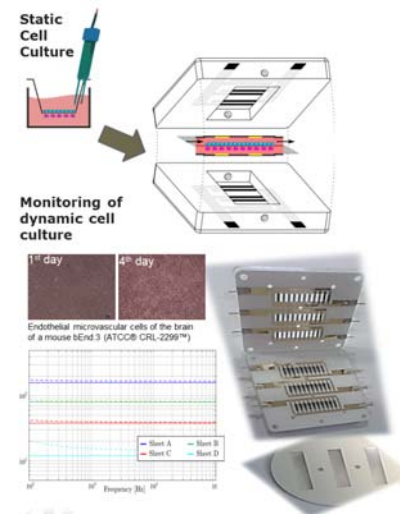 Static
Cell
Culture
Monitoring of
dynamic cell
culture
1st day
4th day
Endothelial microvascular cells of the brain
of a mouse bEnd.3 (ATCC® CRL-2299™)
Sheet A
Sheet B
Sheet C
Sheet D
Frequency [Hz]